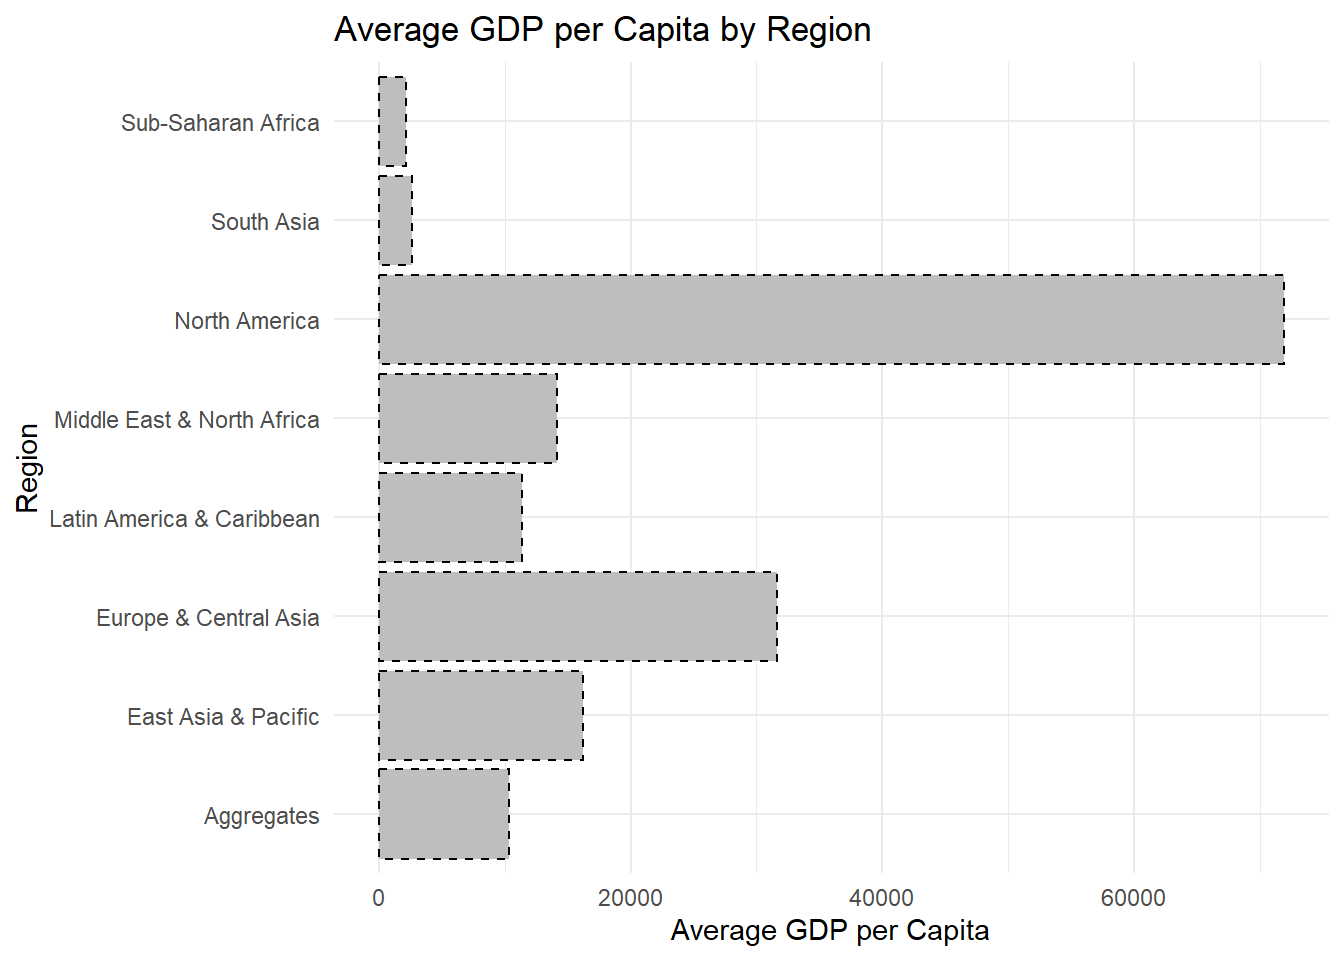 Average GDP per Capita by Region
Sub-Saharan Africa
South Asia
North America
Middle East & North Africa
Latin America & Caribbean
Europe & Central Asia
East Asia & Pacific
Aggregates
Region
0 20000 40000 60000
Average GDP per Capita